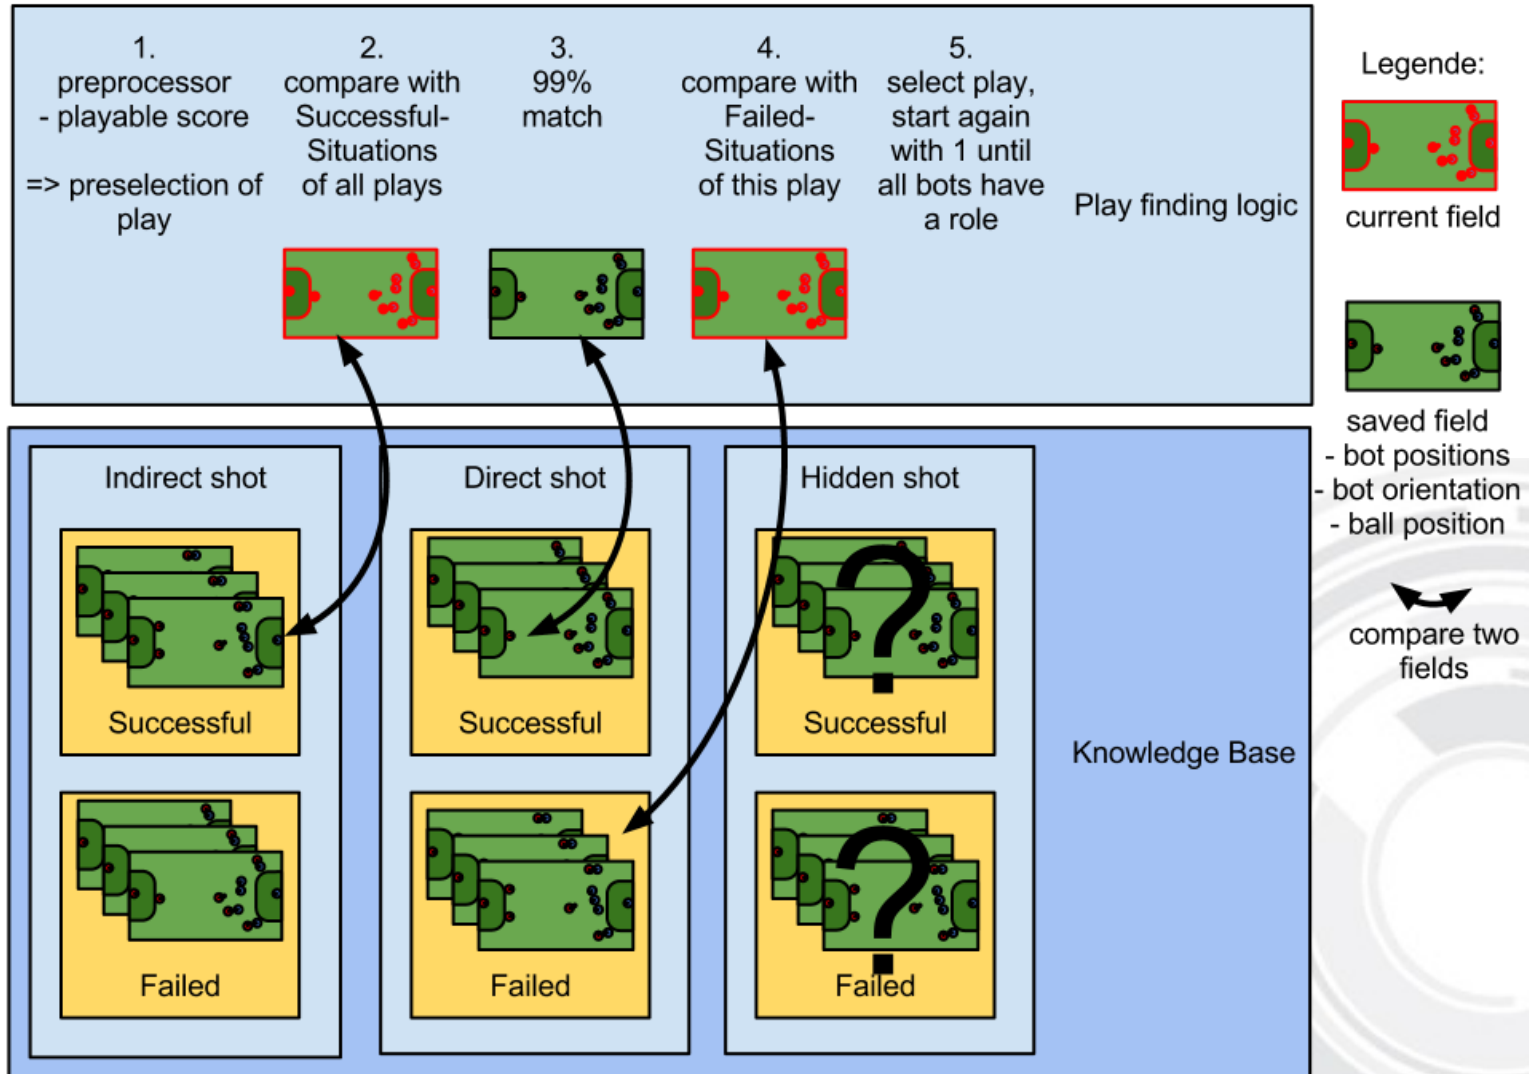 1.
preprocessor
- playable score
=> preselection of
play
2.
compare with
Successful-
Situations
of all plays
3.
99%
match
4.
compare with
Failed-
Situations
of this play
5.
select play,
start again
with 1 until
all bots have
a role
Play finding logic
Legende:
current field
saved field
- bot positions
- bot orientation
- ball position
compare two
fields
Indirect shot
Successful
Failed
Direct shot
Successful
Failed
Hidden shot
?
Successful
?
Failed
Knowledge Base